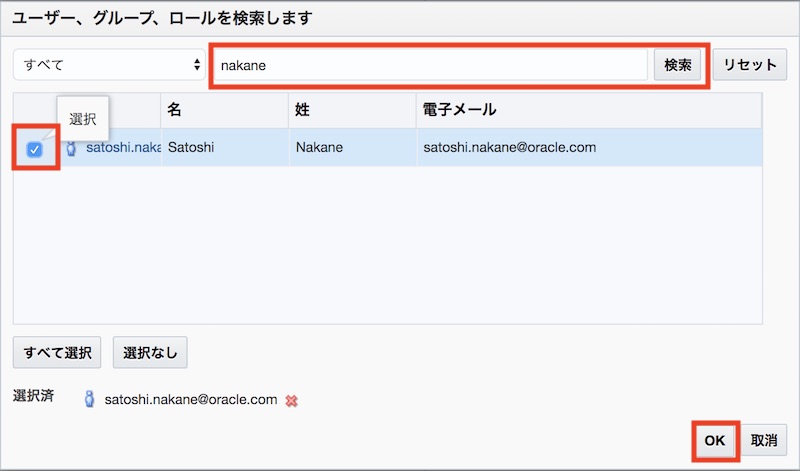 ユーザー、グループ、ロールを検索します
すべて nakane 検索 リセット
名 姓 電子メール
選択
satoshi.naka Satoshi Nakane satoshi.nakane@oracle.com
すべて選択 選択なし
選択済 satoshi.nakane@oracle.com
OK 取消